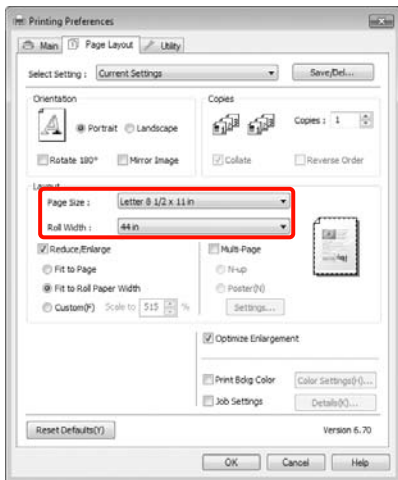 Printing Preferences
Main Page Layout Utility
Select Setting : Current Settings Save/Del...
Orientation Copies
Portrait Landscape Copies : 1
Rotate 180° Mirror Image Collate Reverse Order
Layout
Page Size : Letter 8 1/2 x 11 in
Roll Width : 44 in
Reduce/Enlarge Multi-Page
Fit to Page N-up
Fit to Roll Paper Width Poster(N)
Custom(F) Scale to 515 % Settings...
Optimize Enlargement
Print Bckg Color Color Settings(H)...
Job Settings Details(K)...
Reset Defaults(Y) Version 6.70
OK Cancel Help